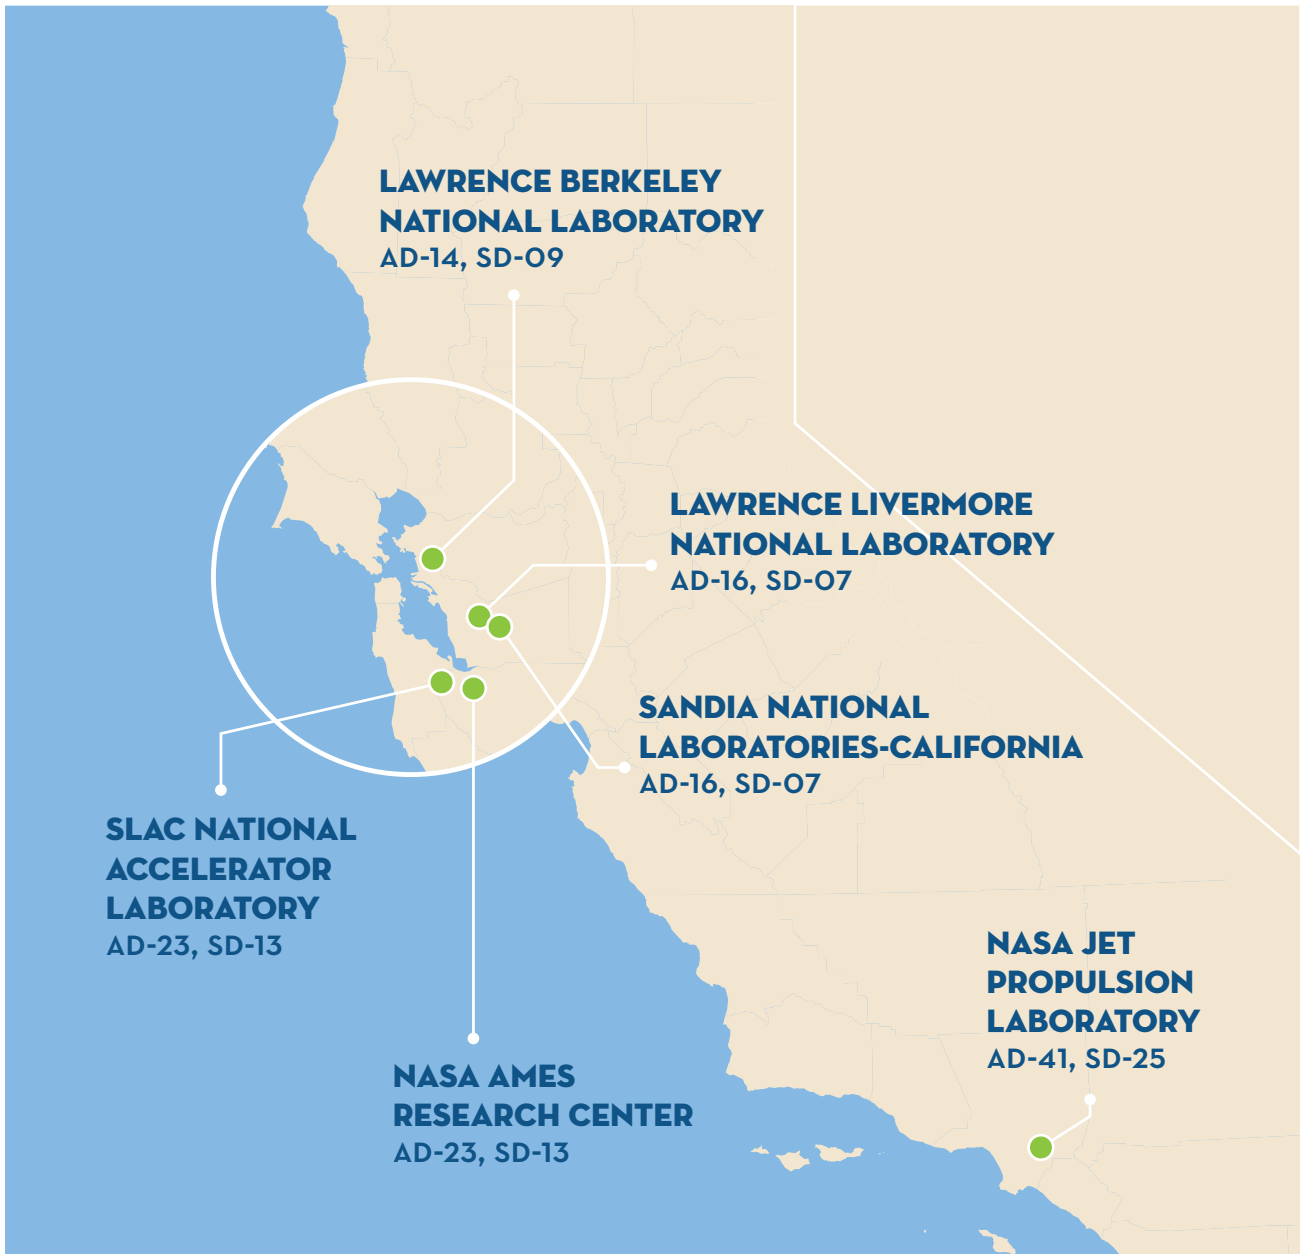 LAWRENCE BERKELEY
NATIONAL LABORATORY
AD-14, SD-09
LAWRENCE LIVERMORE
NATIONAL LABORATORY
AD-16, SD-07
SANDIA NATIONAL
LABORATORIES-CALIFORNIA
AD-16, SD-07
SLAC NATIONAL
ACCELERATOR
LABORATORY
AD-23, SD-13
NASA JET
PROPULSION
LABORATORY
AD-41, SD-25
NASA AMES
RESEARCH CENTER
AD-23, SD-13